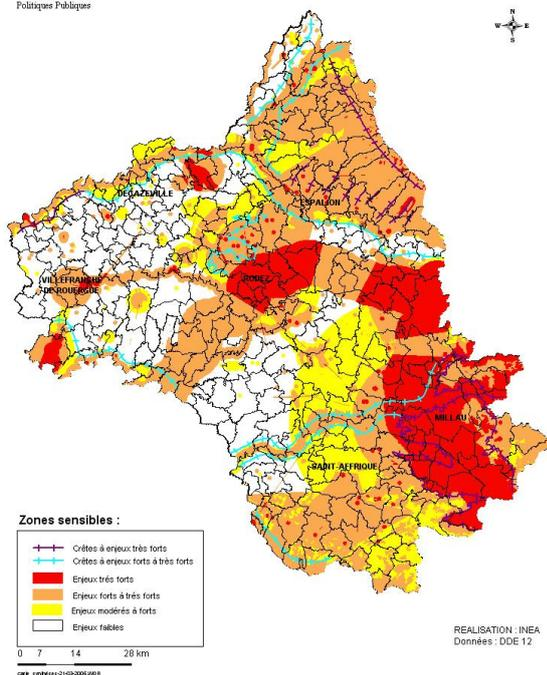 Politiques Publiques
N
W E
S
DECAZEVILLE
ESPALION
VILLEFRANCHE
DE ROUERGUE
RODEZ
MILLAU
SAINT-AFFRIQUE
Zones sensibles :
Crêtes à enjeux très forts
Crêtes à enjeux forts à très forts
Enjeux trés forts
Enjeux forts à trés forts
Enjeux modérés à forts
Enjeux faibles
0 7 14 28 km
REALISATION : INEA
Données : DDE 12